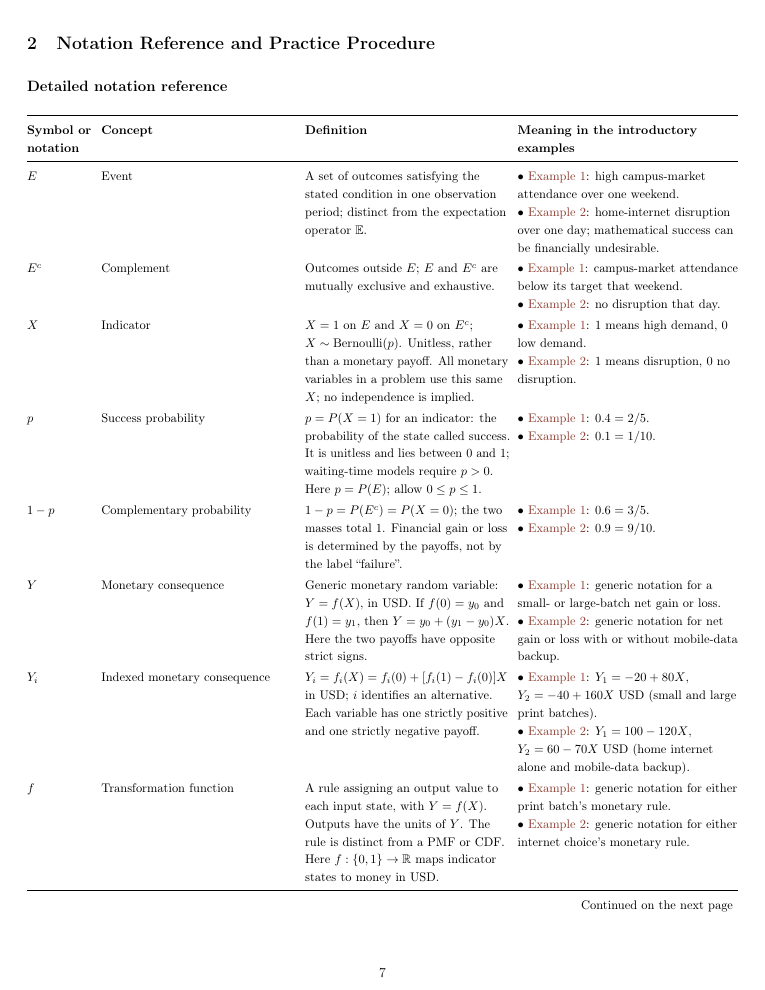 2 Notation Reference and Practice Procedure
Detailed notation reference
Symbol or notation
Concept
Definition
Meaning in the introductory examples
E
Event
A set of outcomes satisfying the
stated condition in one observation
period; distinct from the expectation
operator 𝔼.
• Example 1: high campus-market
attendance over one weekend.
• Example 2: home-internet disruption
over one day; mathematical success can
be financially undesirable.
Eᶜ
Complement
Outcomes outside E; E and Eᶜ are
mutually exclusive and exhaustive.
• Example 1: campus-market attendance
below its target that weekend.
• Example 2: no disruption that day.
X
Indicator
X = 1 on E and X = 0 on Eᶜ;
X ∼ Bernoulli(p). Unitless, rather
than a monetary payoff. All monetary
variables in a problem use this same
X; no independence is implied.
• Example 1: 1 means high demand, 0
low demand.
• Example 2: 1 means disruption, 0 no
disruption.
p
Success probability
p = P(X = 1) for an indicator: the
probability of the state called success.
It is unitless and lies between 0 and 1;
waiting-time models require p > 0.
Here p = P(E); allow 0 ≤ p ≤ 1.
• Example 1: 0.4 = 2/5.
• Example 2: 0.1 = 1/10.
1 − p
Complementary probability
1 − p = P(Eᶜ) = P(X = 0); the two
masses total 1. Financial gain or loss
is determined by the payoffs, not by
the label “failure”.
• Example 1: 0.6 = 3/5.
• Example 2: 0.9 = 9/10.
Y
Monetary consequence
Generic monetary random variable:
Y = f(X), in USD. If f(0) = y₀ and
f(1) = y₁, then Y = y₀ + (y₁ − y₀)X.
Here the two payoffs have opposite
strict signs.
• Example 1: generic notation for a
small- or large-batch net gain or loss.
• Example 2: generic notation for net
gain or loss with or without mobile-data
backup.
Yᵢ
Indexed monetary consequence
Yᵢ = fᵢ(X) = fᵢ(0) + [fᵢ(1) − fᵢ(0)]X
in USD; i identifies an alternative.
Each variable has one strictly positive
and one strictly negative payoff.
• Example 1: Y₁ = −20 + 80X,
Y₂ = −40 + 160X USD (small and large
print batches).
• Example 2: Y₁ = 100 − 120X,
Y₂ = 60 − 70X USD (home internet
alone and mobile-data backup).
f
Transformation function
A rule assigning an output value to
each input state, with Y = f(X).
Outputs have the units of Y. The
rule is distinct from a PMF or CDF.
Here f : {0, 1} → ℝ maps indicator
states to money in USD.
• Example 1: generic notation for either
print batch’s monetary rule.
• Example 2: generic notation for either
internet choice’s monetary rule.
Continued on the next page
7